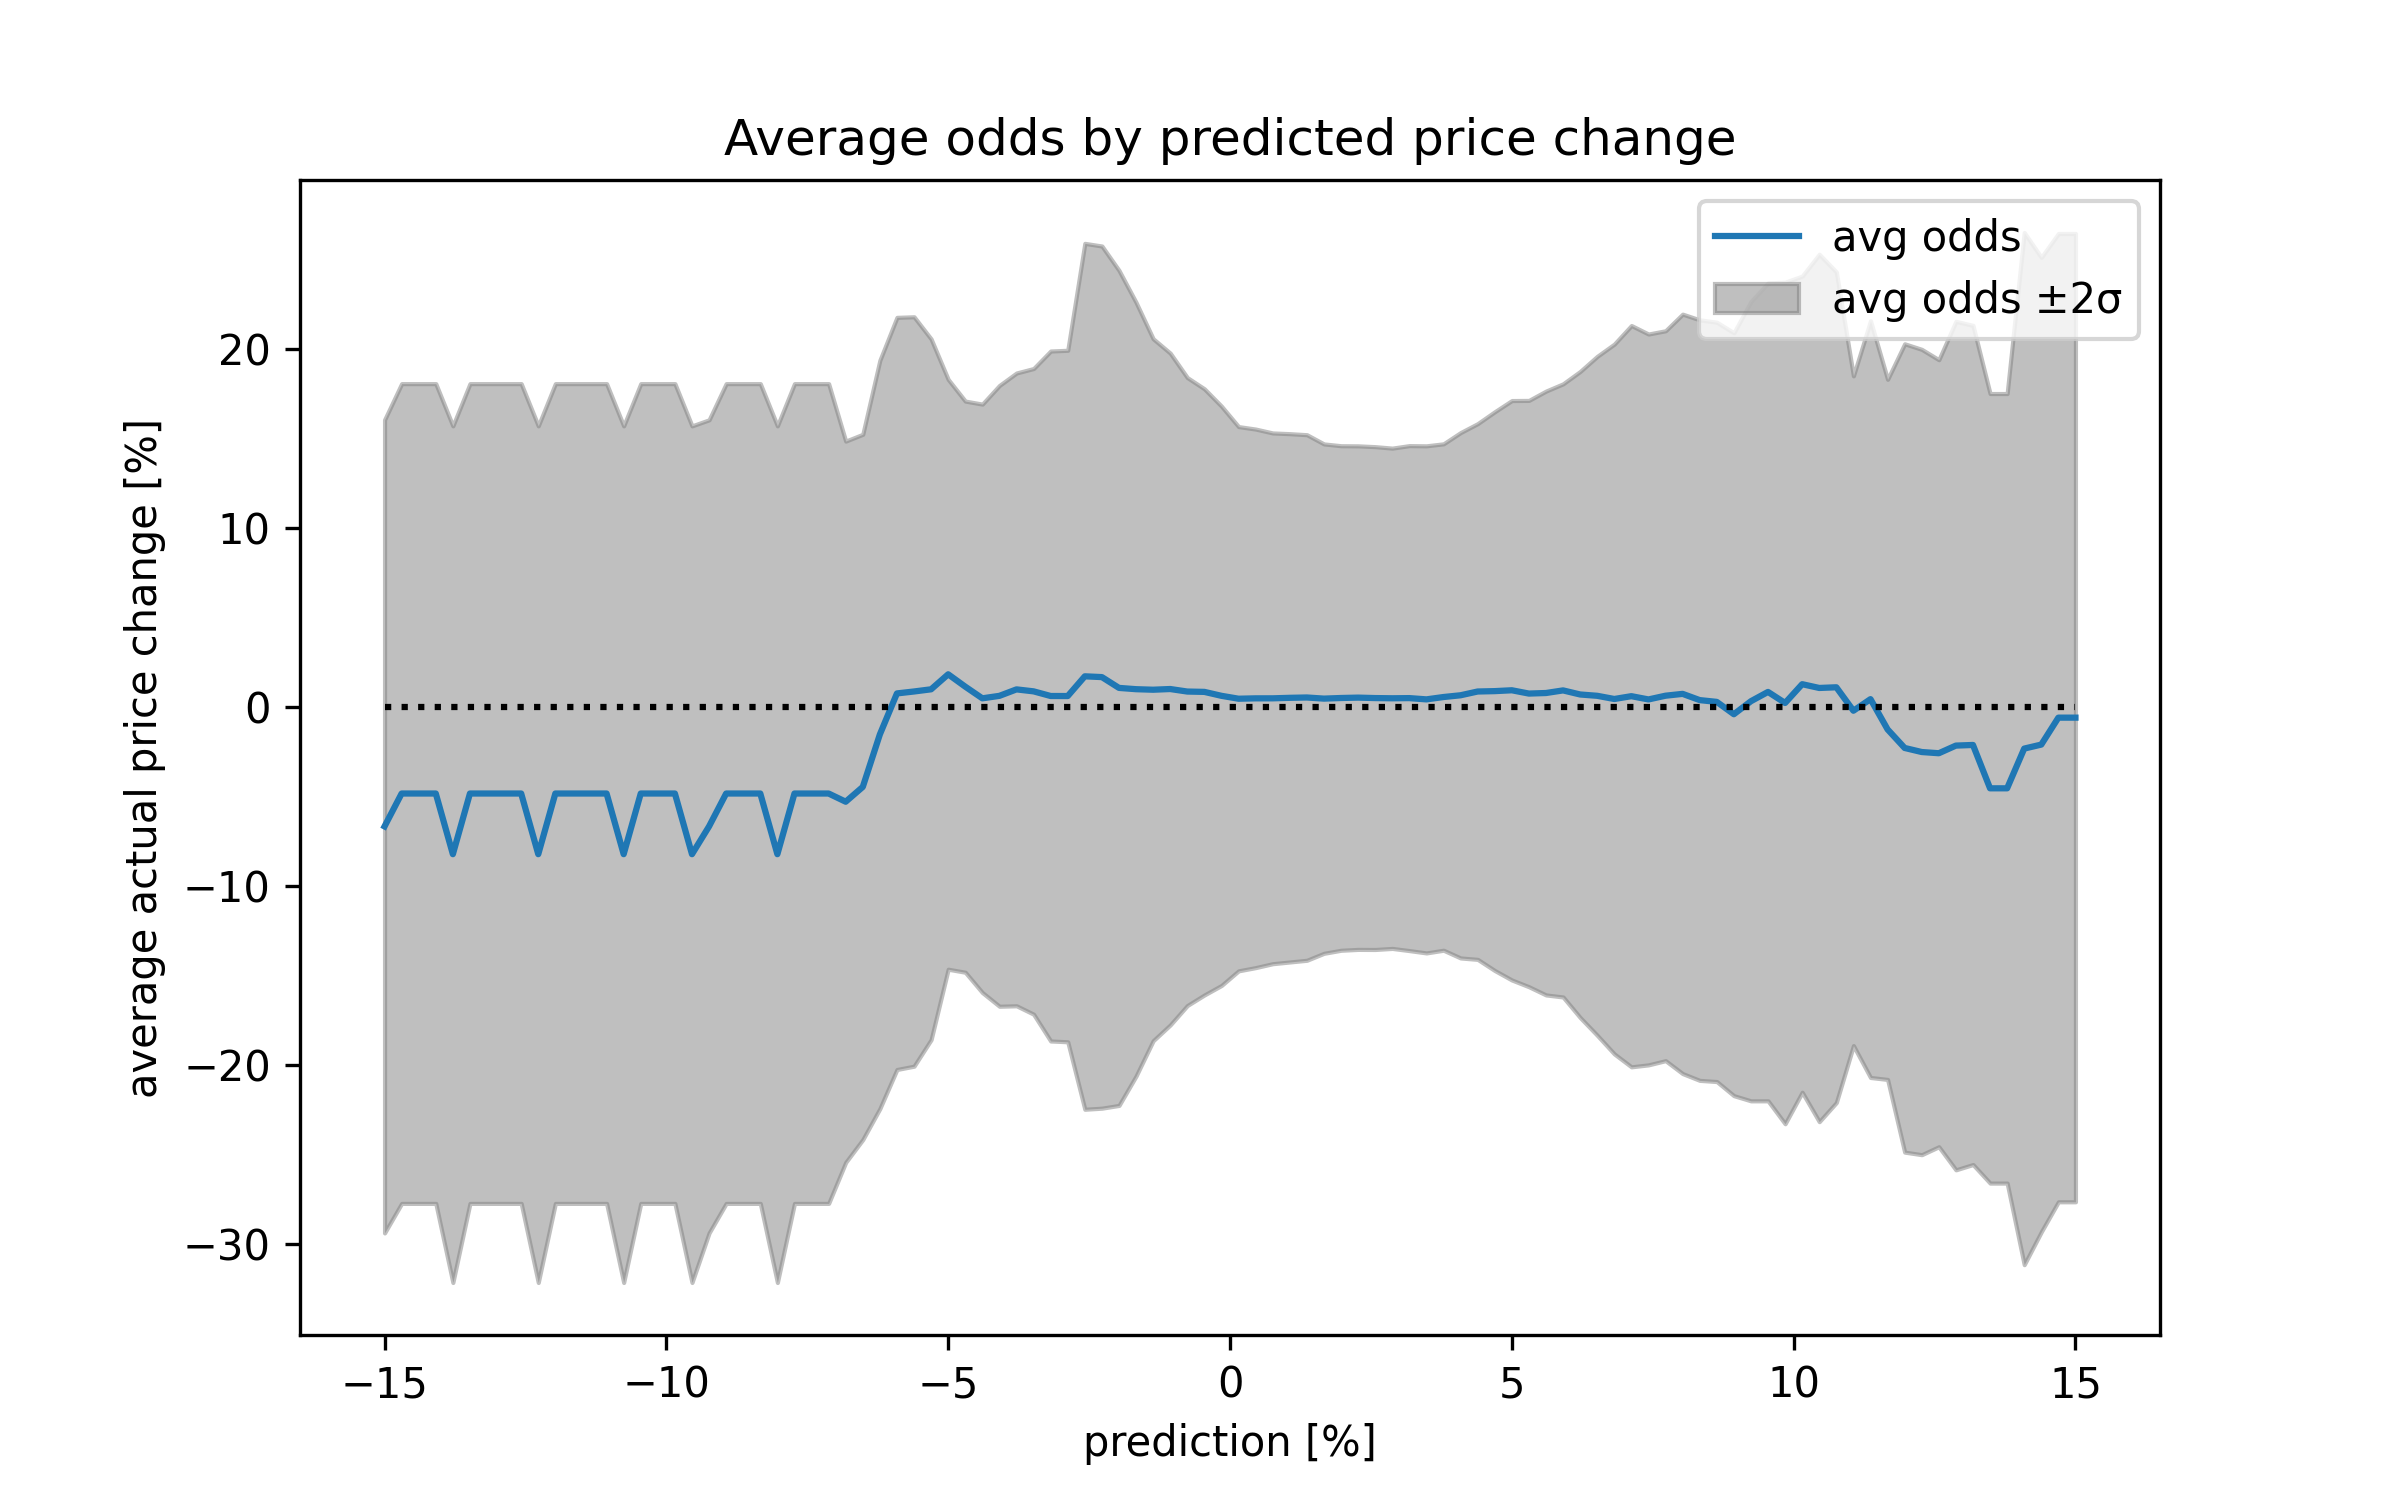 Average odds by predicted price change
avg odds
avg odds ±2σ
average actual price change [%]
20
10
0
−10
−20
−30
−15
−10
−5
0
5
10
15
prediction [%]